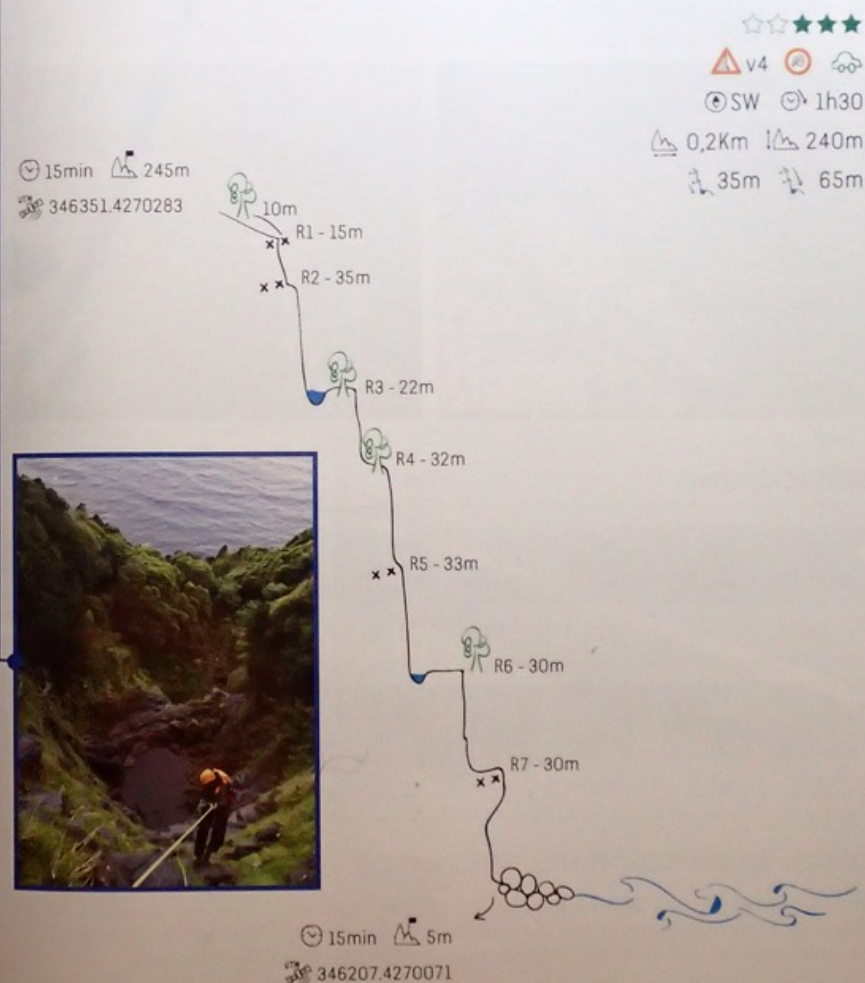 v4
SW 1h30
0,2Km 240m
35m 65m
15min 245m
346351.4270283
10m
R1 - 15m
R2 - 35m
R3 - 22m
R4 - 32m
R5 - 33m
R6 - 30m
R7 - 30m
15min 5m
346207.4270071